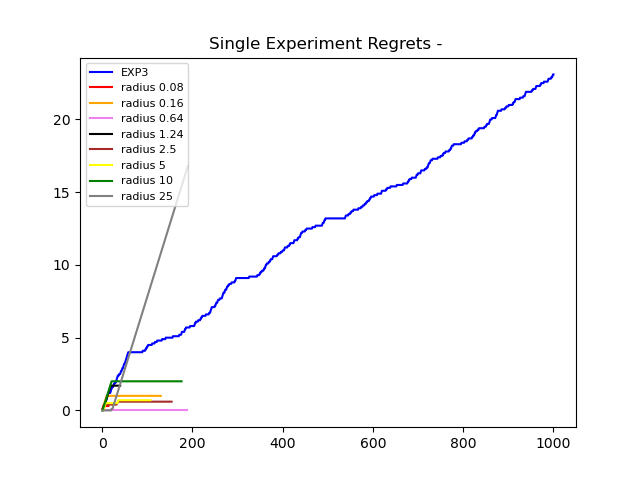 Single Experiment Regrets -
EXP3
radius 0.08
radius 0.16
radius 0.64
radius 1.24
radius 2.5
radius 5
radius 10
radius 25
20
15
10
5
0
0 200 400 600 800 1000